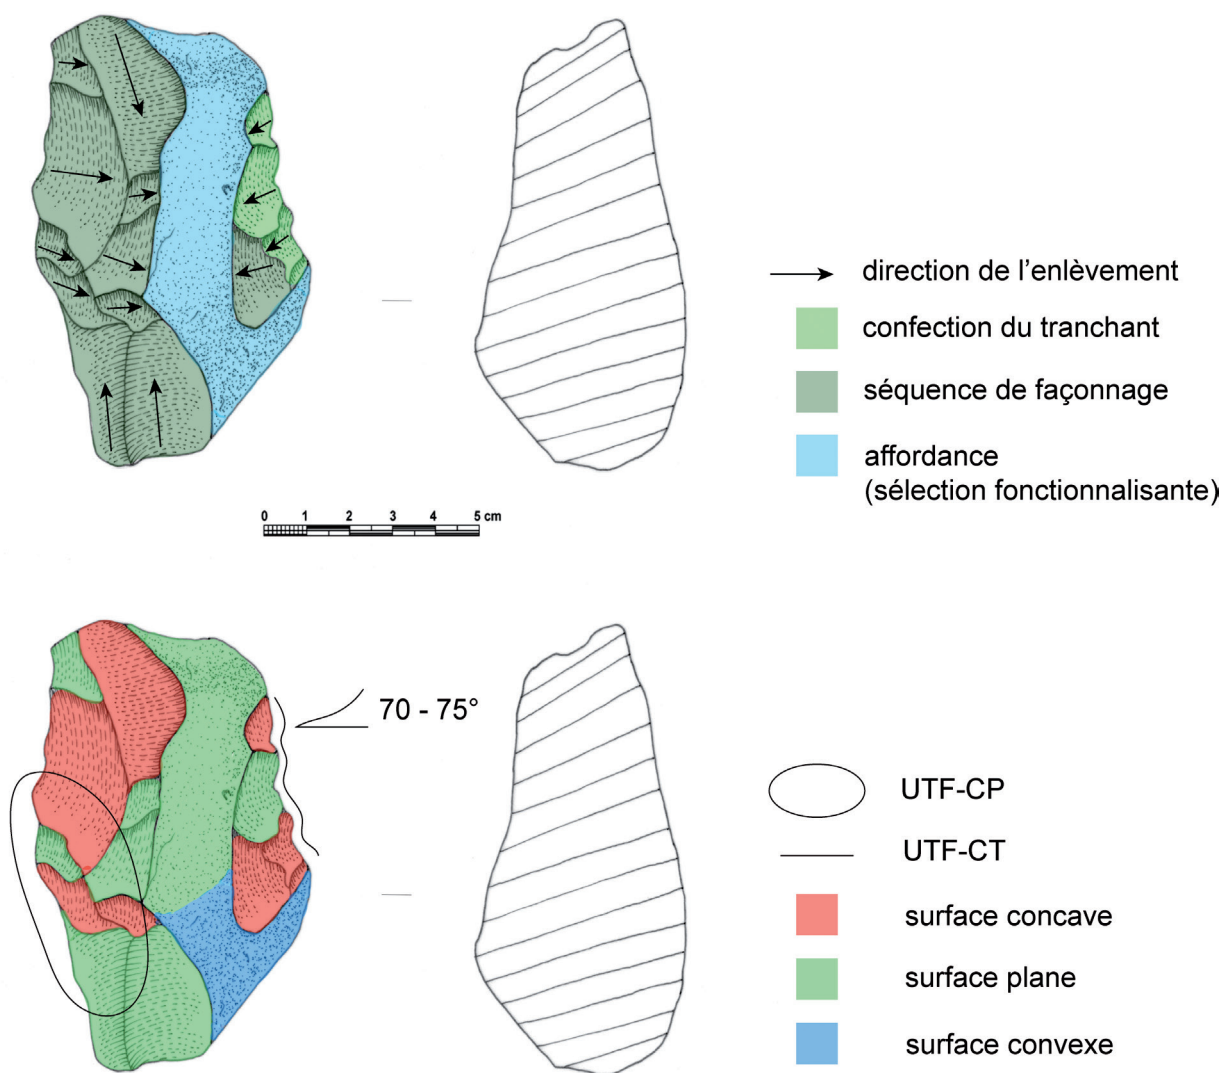 direction de l'enlèvement
confection du tranchant
séquence de façonnage
affordance
(sélection fonctionnalisante)
0 1 2 3 4 5 cm
70 - 75°
UTF-CP
UTF-CT
surface concave
surface plane
surface convexe